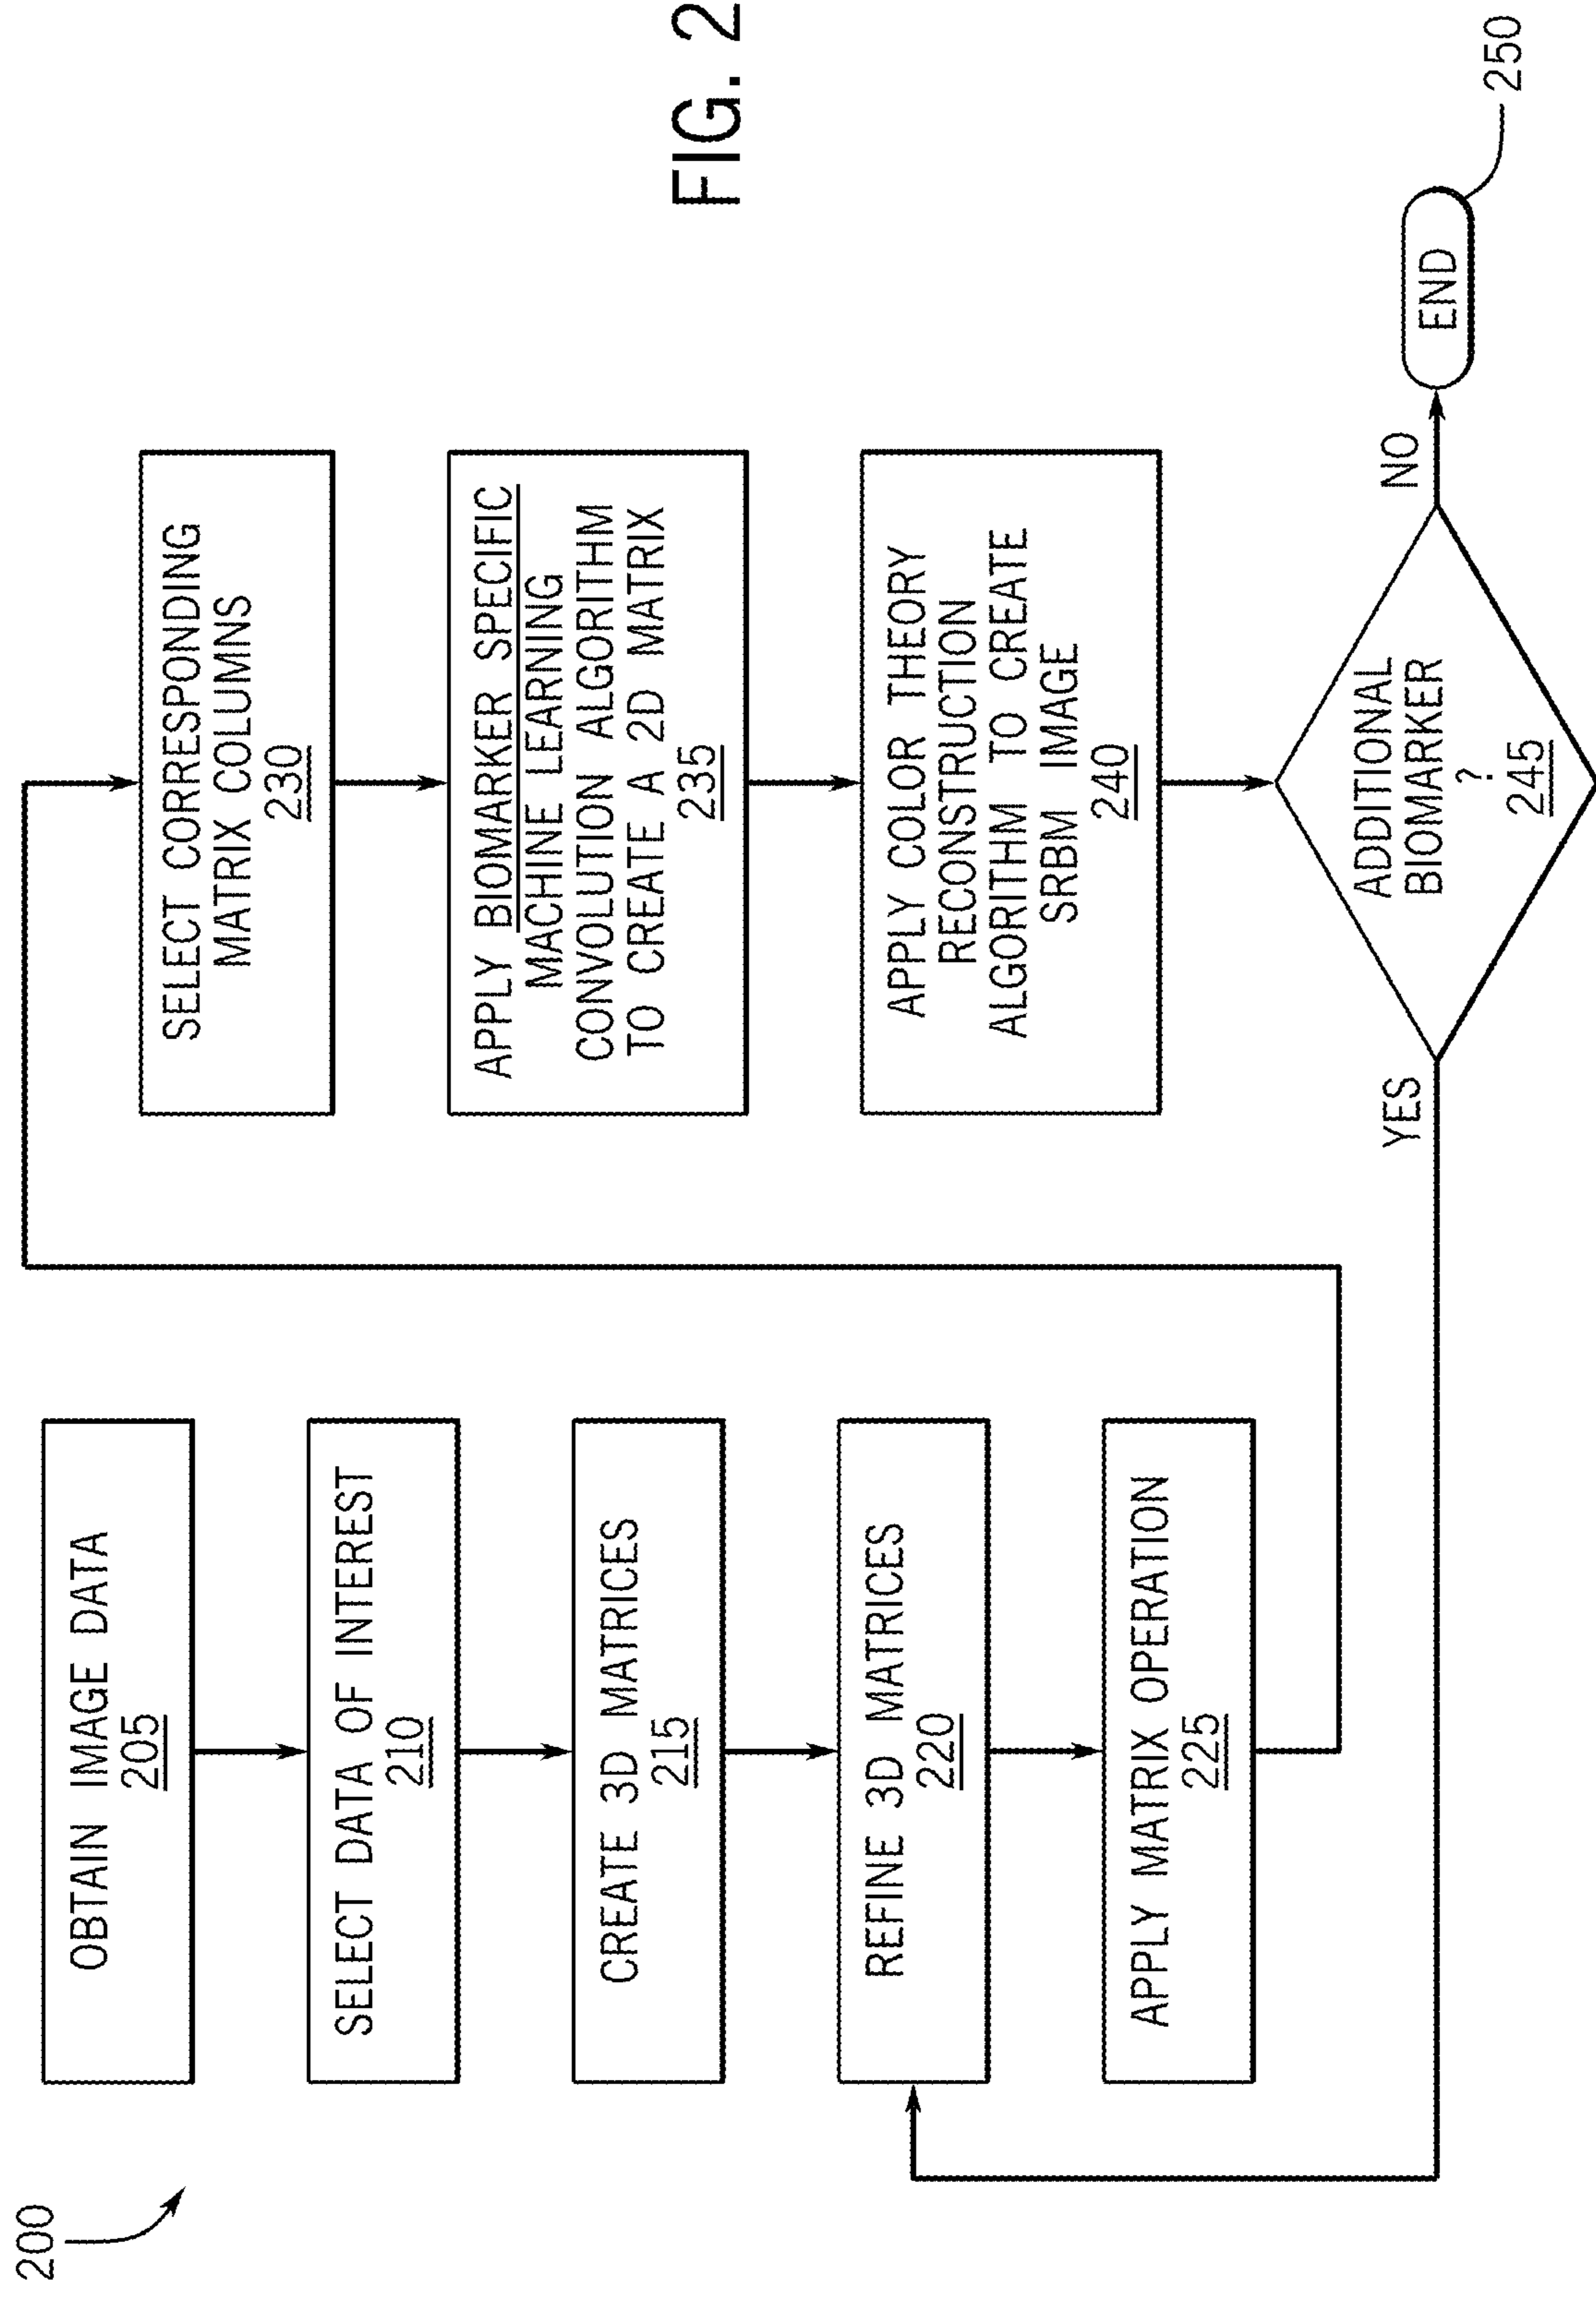 200
OBTAIN IMAGE DATA
205
SELECT DATA OF INTEREST
210
CREATE 3D MATRICES
215
REFINE 3D MATRICES
220
APPLY MATRIX OPERATION
225
SELECT CORRESPONDING
MATRIX COLUMNS
230
APPLY BIOMARKER SPECIFIC
MACHINE LEARNING
CONVOLUTION ALGORITHM
TO CREATE A 2D MATRIX
235
APPLY COLOR THEORY
RECONSTRUCTION
ALGORITHM TO CREATE
SRBM IMAGE
240
ADDITIONAL
BIOMARKER
?
245
YES
NO
END
250
FIG. 2